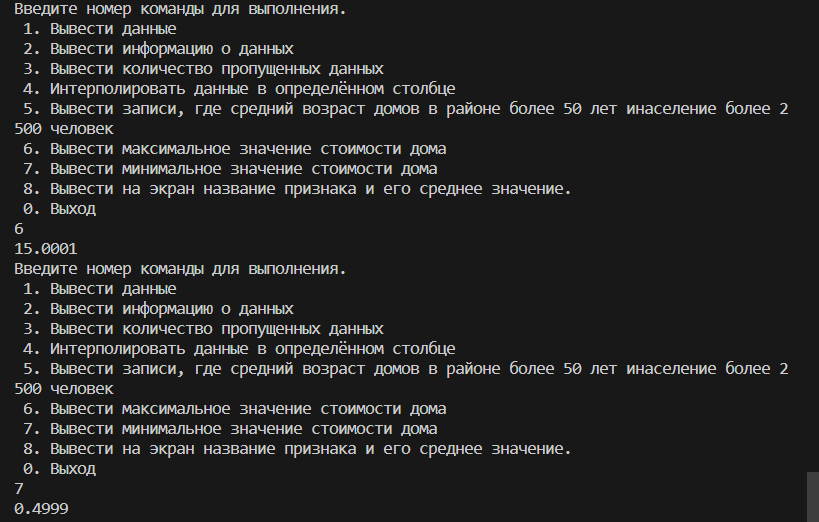 Введите номер команды для выполнения.
1. Вывести данные
2. Вывести информацию о данных
3. Вывести количество пропущенных данных
4. Интерполировать данные в определённом столбце
5. Вывести записи, где средний возраст домов в районе более 50 лет инаселение более 2
500 человек
6. Вывести максимальное значение стоимости дома
7. Вывести минимальное значение стоимости дома
8. Вывести на экран название признака и его среднее значение.
0. Выход
6
15.0001
Введите номер команды для выполнения.
1. Вывести данные
2. Вывести информацию о данных
3. Вывести количество пропущенных данных
4. Интерполировать данные в определённом столбце
5. Вывести записи, где средний возраст домов в районе более 50 лет инаселение более 2
500 человек
6. Вывести максимальное значение стоимости дома
7. Вывести минимальное значение стоимости дома
8. Вывести на экран название признака и его среднее значение.
0. Выход
7
0.4999